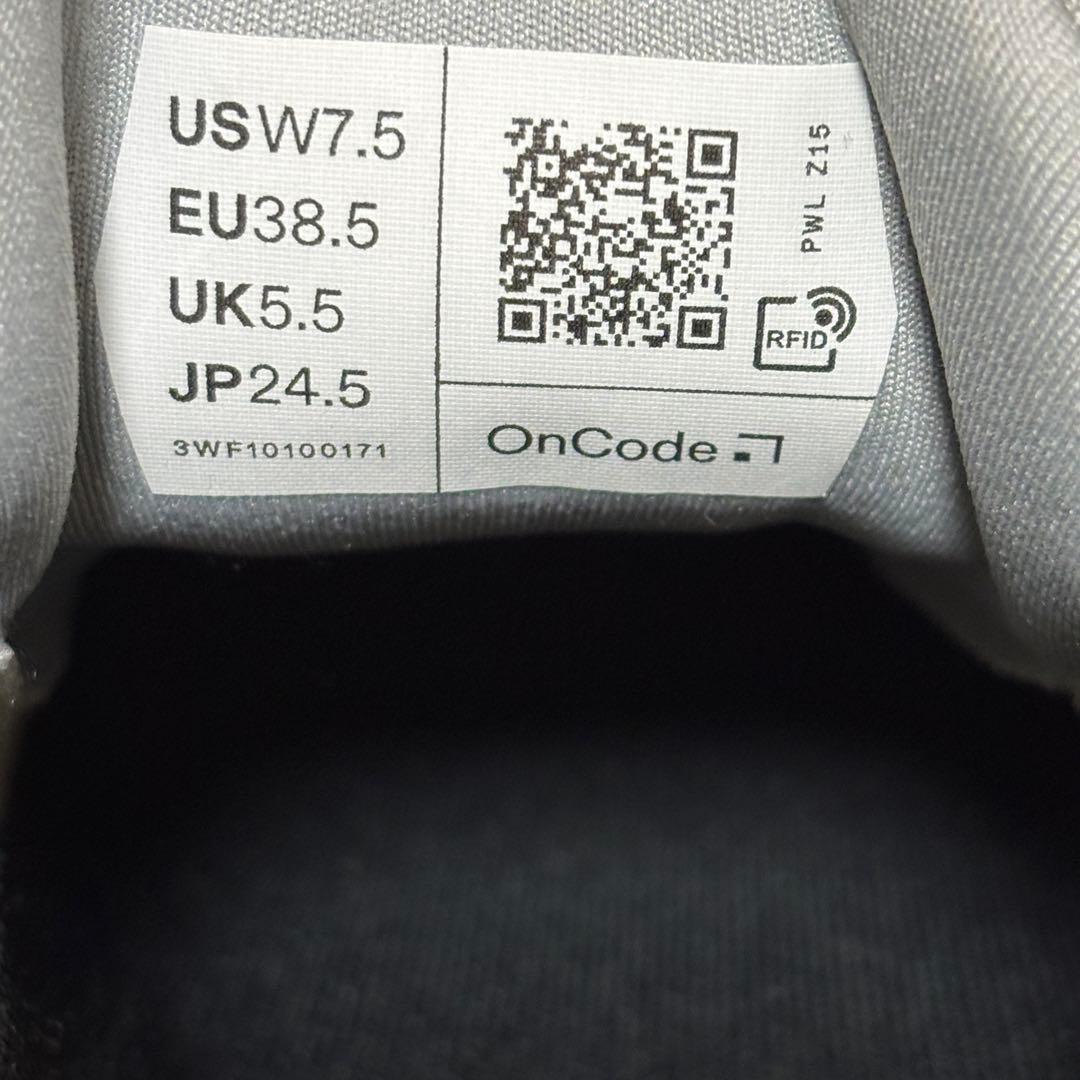 USW7.5
EU38.5
UK5.5
JP24.5
3WF10100171
PWL Z15
RFID
OnCode